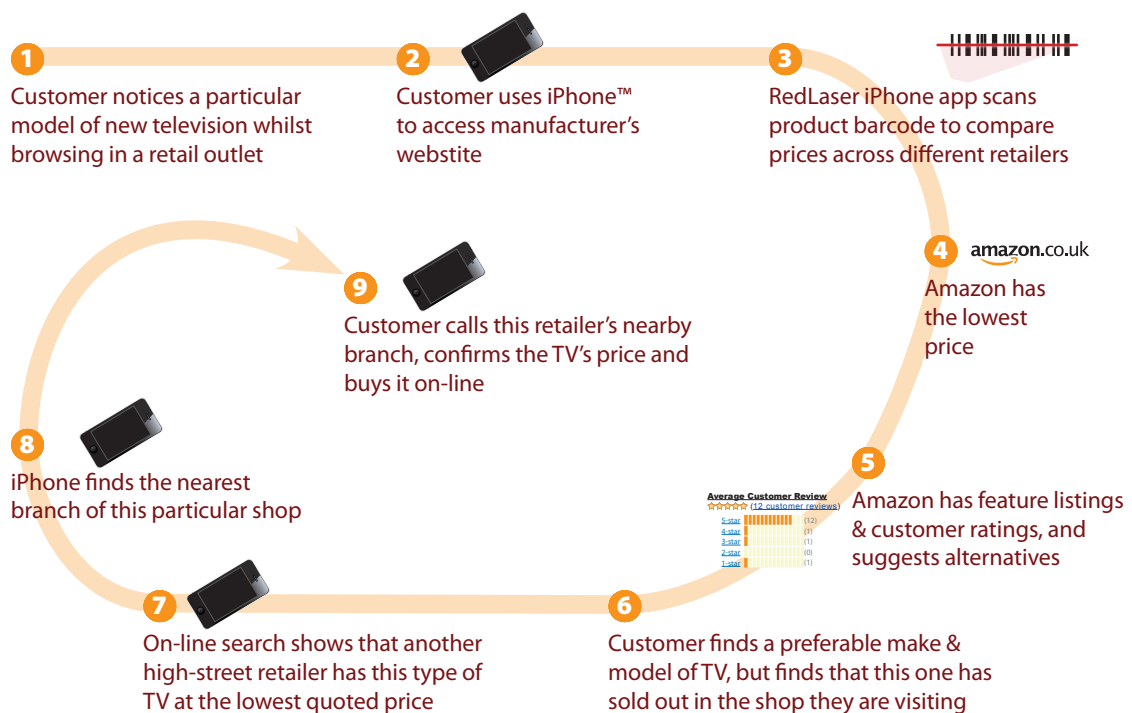 1
Customer notices a particular
model of new television whilst
browsing in a retail outlet
2
Customer uses iPhone™
to access manufacturer's
webstite
3
RedLaser iPhone app scans
product barcode to compare
prices across different retailers
4
amazon.co.uk
Amazon has
the lowest
price
5
Amazon has feature listings
& customer ratings, and
suggests alternatives
Average Customer Review
(12 customer reviews)
5-star (12)
4-star (1)
3-star (1)
2-star (0)
1-star (1)
6
Customer finds a preferable make &
model of TV, but finds that this one has
sold out in the shop they are visiting
7
On-line search shows that another
high-street retailer has this type of
TV at the lowest quoted price
8
iPhone finds the nearest
branch of this particular shop
9
Customer calls this retailer's nearby
branch, confirms the TV's price and
buys it on-line